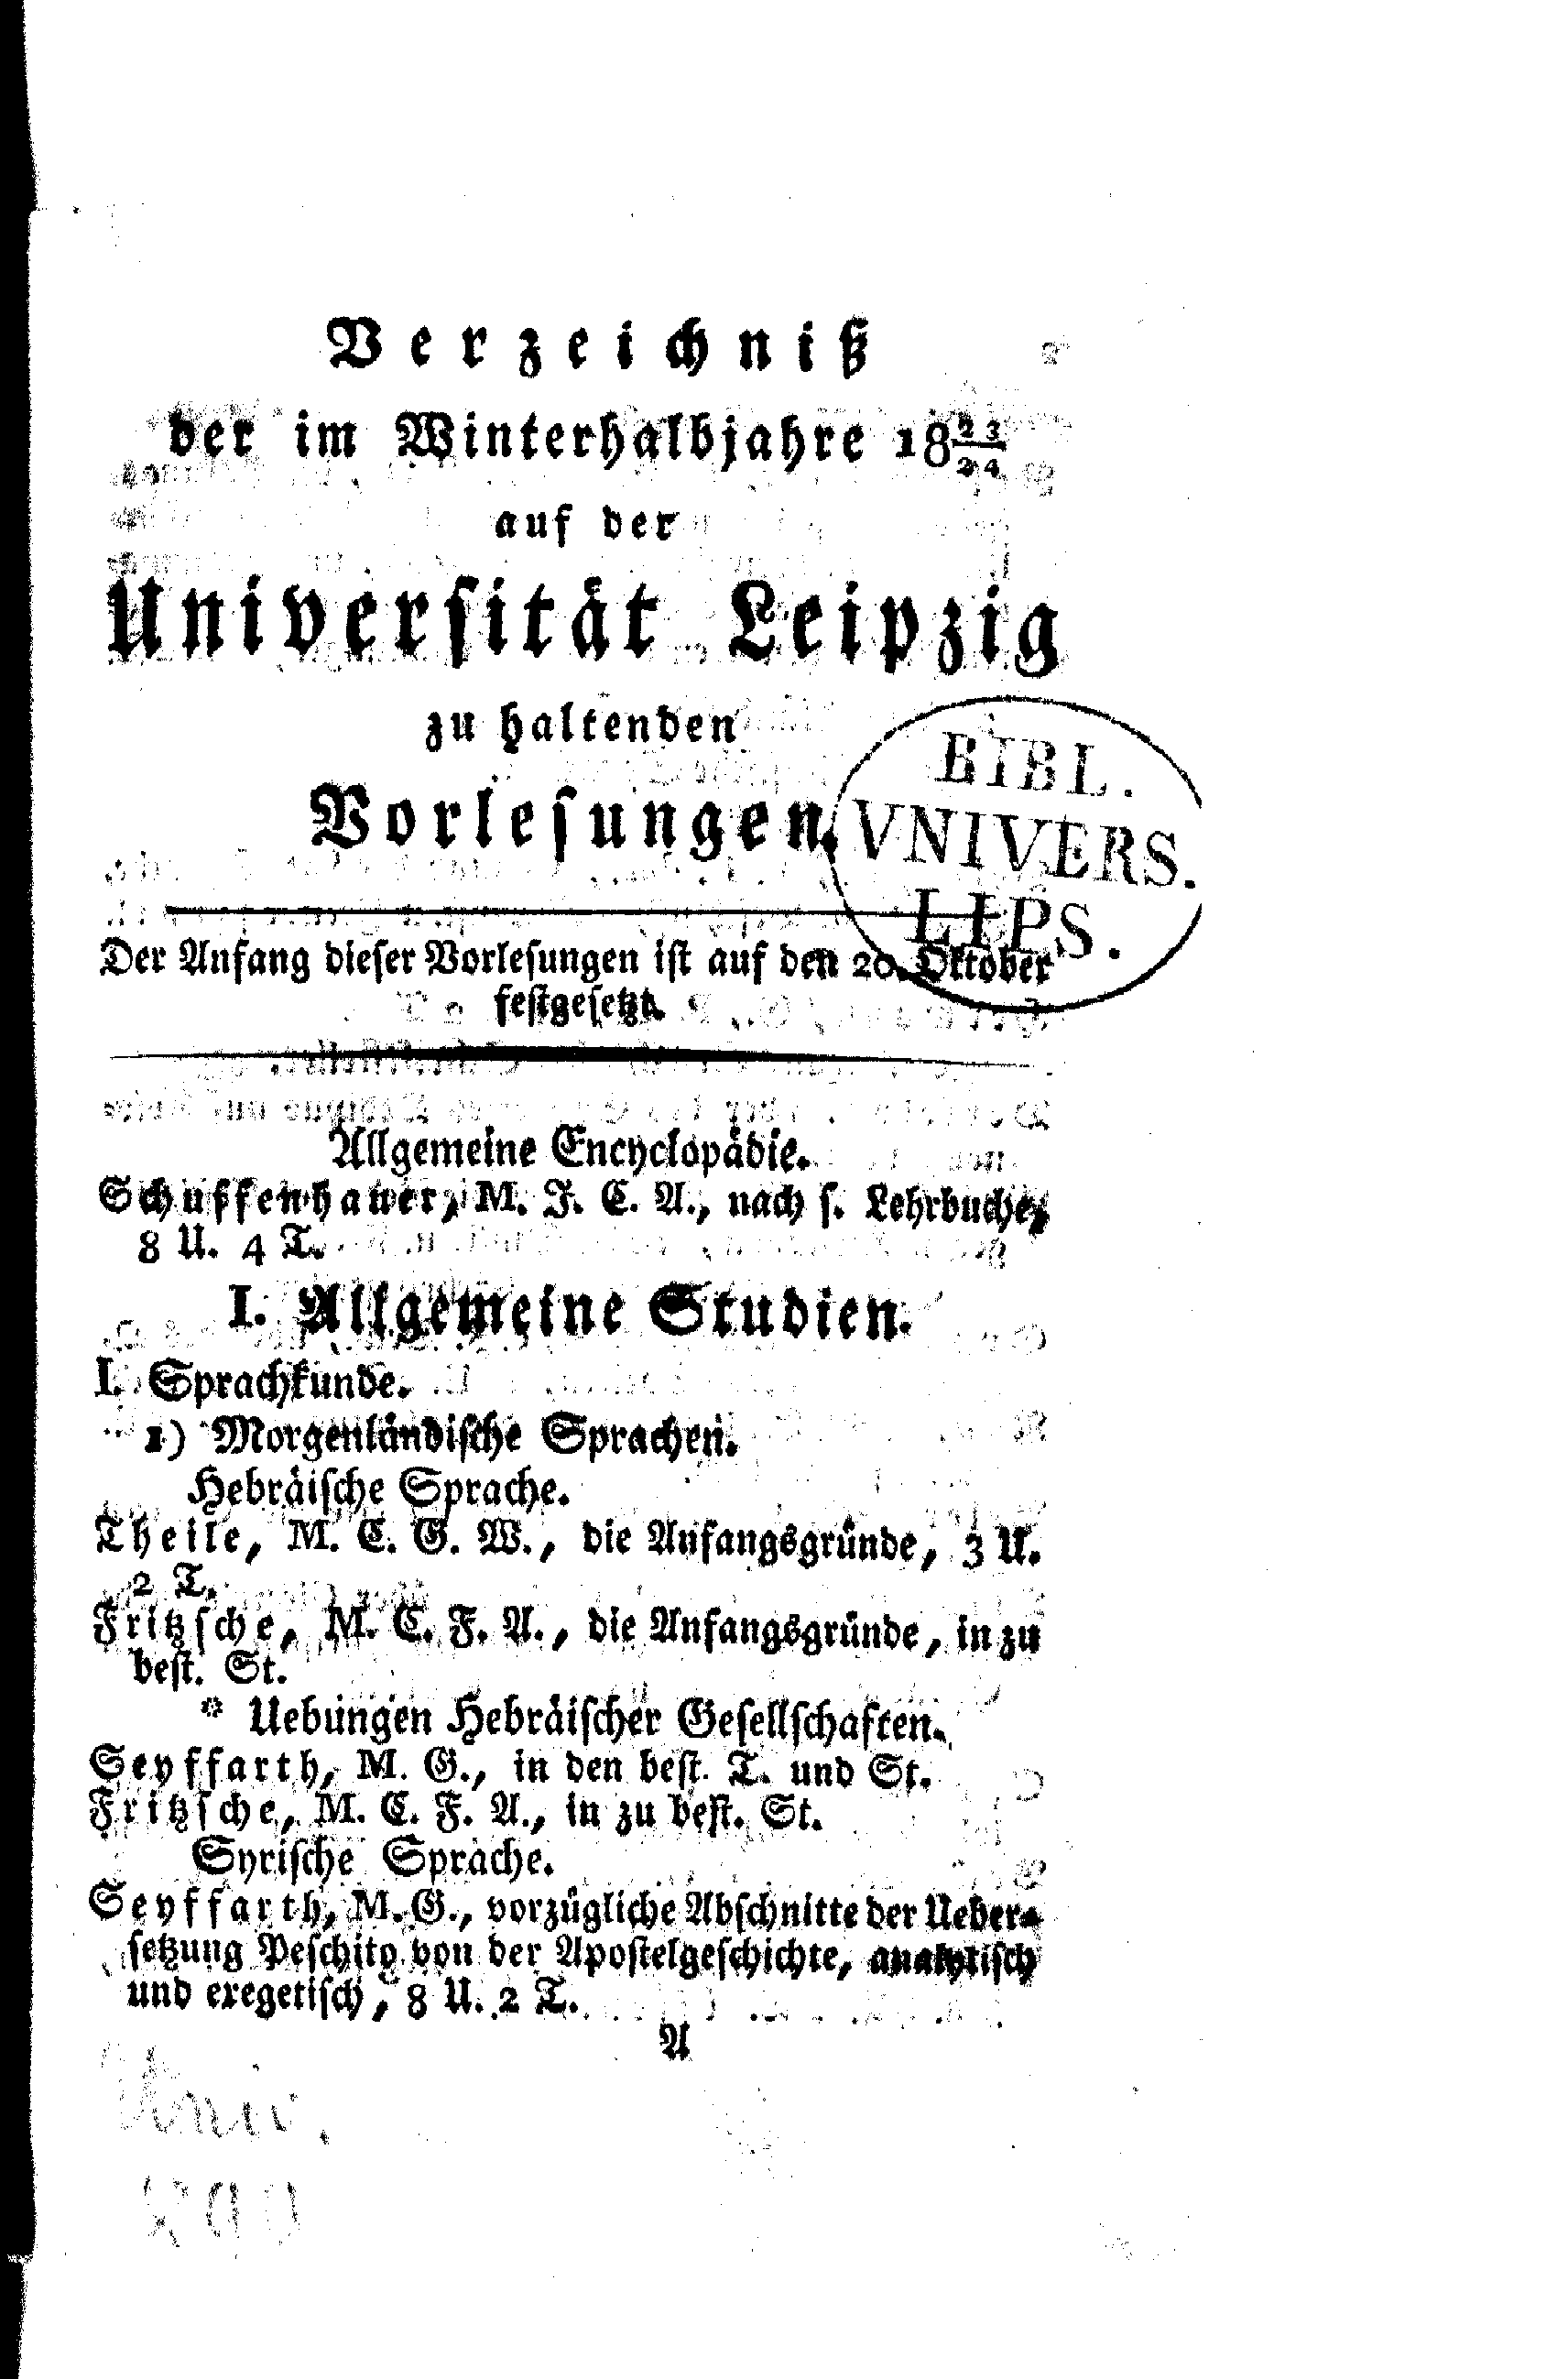 Verzeichniß
der im Winterhalbjahre 18 23/24
auf der
Universität Leipzig
zu haltenden
Vorlesungen.
BIBL.
VNIVERS.
LIPS.
Der Anfang dieser Vorlesungen ist auf den 20. Oktober
festgesetzt.
Allgemeine Encyclopädie.
Schuffenhauer, M. J. C. A., nach s. Lehrbuche,
8 U. 4 T.
I. Allgemeine Studien.
I. Sprachkunde.
1) Morgenländische Sprachen.
Hebräische Sprache.
Theile, M. C. G. W., die Anfangsgründe, 3 U.
2 T.
Fritzsche, M. C. F. A., die Anfangsgründe, in zu
best. St.
* Uebungen Hebräischer Gesellschaften.
Seyffarth, M. G., in den best. T. und St.
Fritzsche, M. C. F. A., in zu best. St.
Syrische Sprache.
Seyffarth, M. G., vorzügliche Abschnitte der Ueber-
setzung Peschito von der Apostelgeschichte, analytisch
und exegetisch, 8 U. 2 T.
A
Univ.